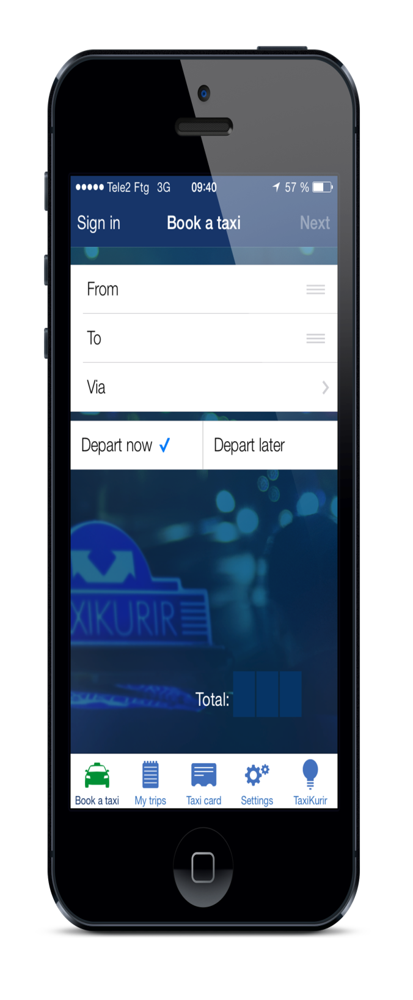 Tele2 Ftg 3G 09:40 57 %
Sign in Book a taxi Next
From
To
Via
Depart now Depart later
XIKURIR
Total:
Book a taxi My trips Taxi card Settings TaxiKurir